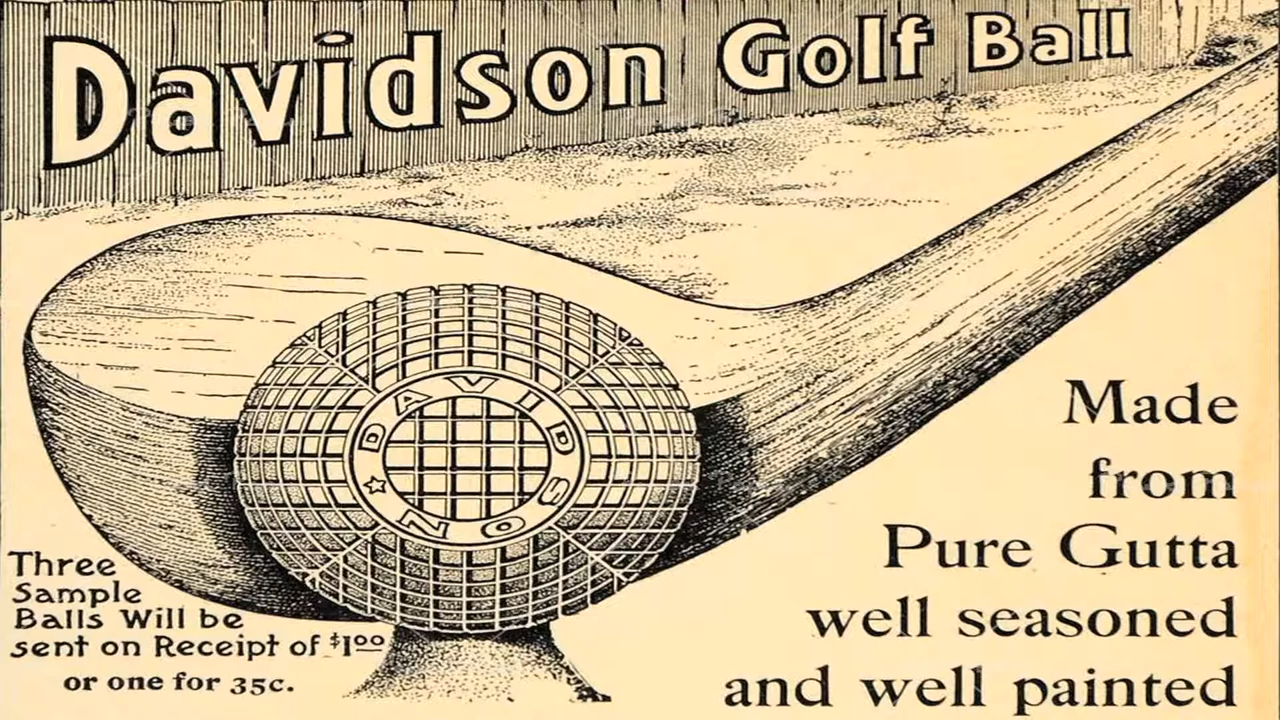 Davidson Golf Ball
DAVIDSON
Made
from
Pure Gutta
well seasoned
and well painted
Three
Sample
Balls Will be
sent on Receipt of $1.00
or one for 35c.